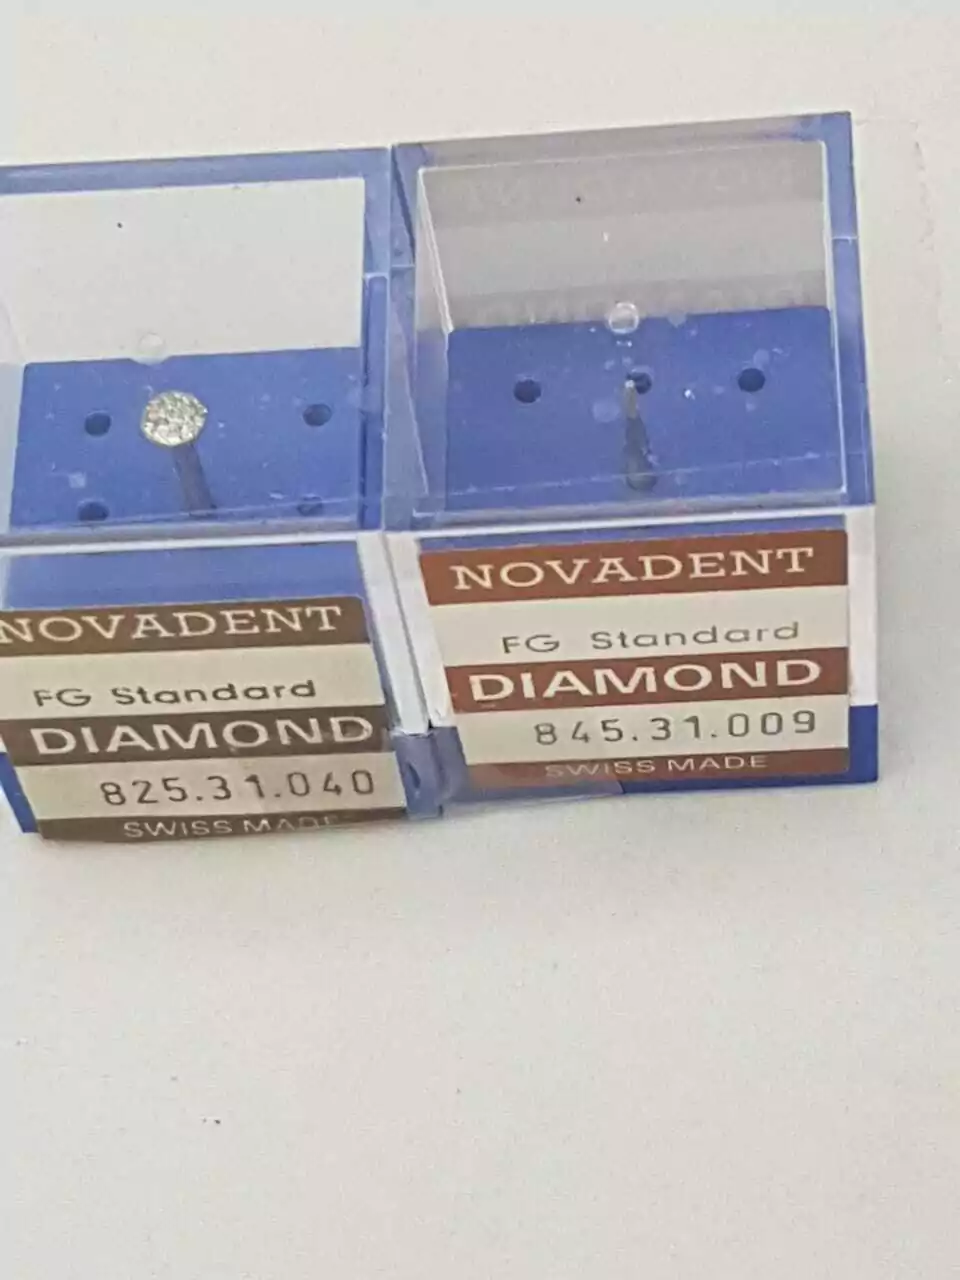 NOVADENT
FG Standard
DIAMOND
825.31.040
SWISS MADE
NOVADENT
FG Standard
DIAMOND
845.31.009
SWISS MADE